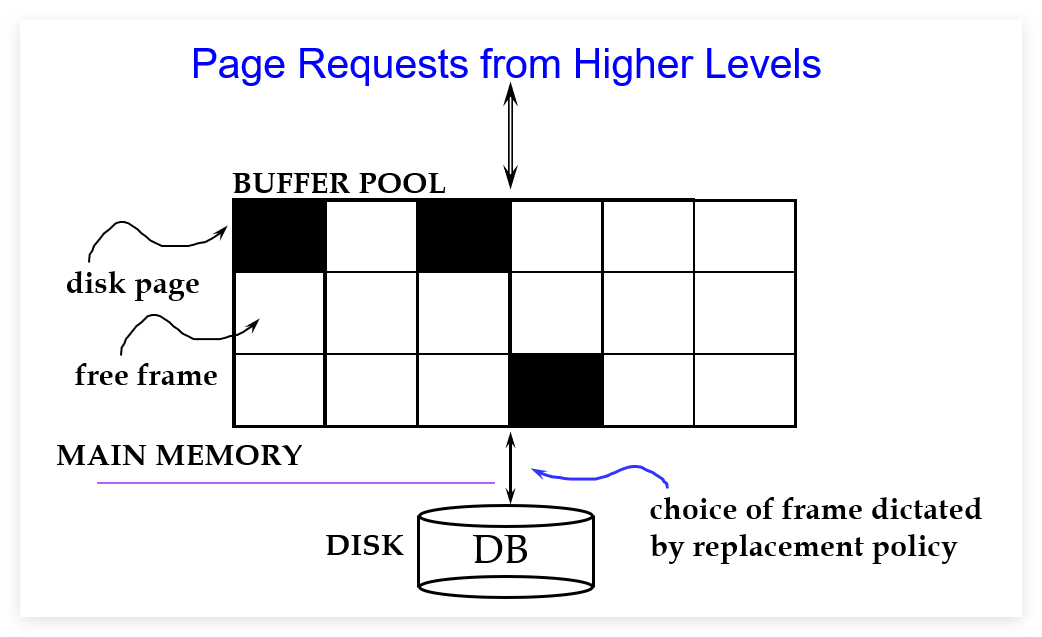 Page Requests from Higher Levels
BUFFER POOL
disk page
free frame
MAIN MEMORY
choice of frame dictated
by replacement policy
DISK
DB